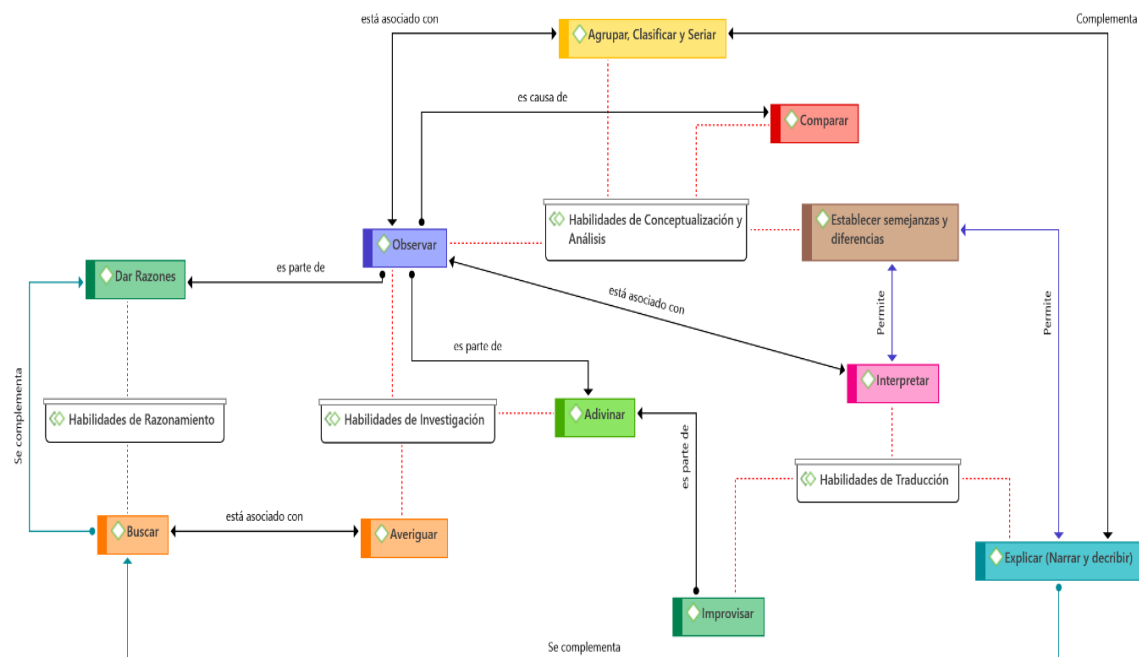 está asociado con
Complementa
Agrupar, Clasificar y Seriar
es causa de
Comparar
Habilidades de Conceptualización y
Análisis
Establecer semejanzas y
diferencias
Observar
Dar Razones
es parte de
está asociado con
Permite
Permite
es parte de
Interpretar
Se complementa
Habilidades de Razonamiento
Habilidades de Investigación
Adivinar
es parte de
Habilidades de Traducción
Buscar
está asociado con
Averiguar
Explicar (Narrar y decribir)
Improvisar
Se complementa